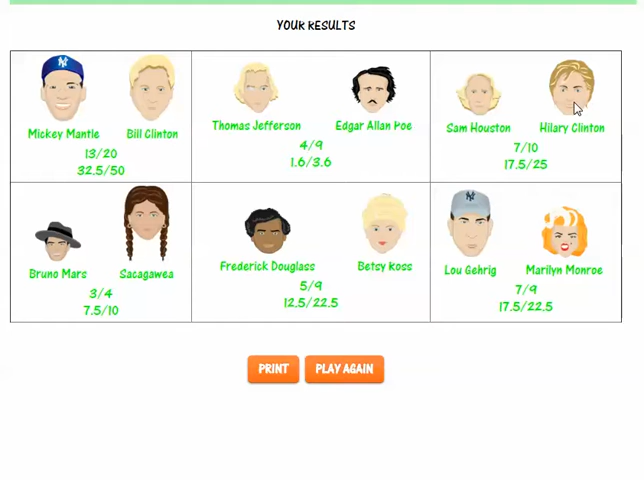 YOUR RESULTS
Mickey Mantle
Bill Clinton
13/20
32.5/50
Thomas Jefferson
Edgar Allan Poe
4/9
1.6/3.6
Sam Houston
Hilary Clinton
7/10
17.5/25
Bruno Mars
Sacagawea
3/4
7.5/10
Frederick Douglass
Betsy Ross
5/9
12.5/22.5
Lou Gehrig
Marilyn Monroe
7/9
17.5/22.5
PRINT
PLAY AGAIN